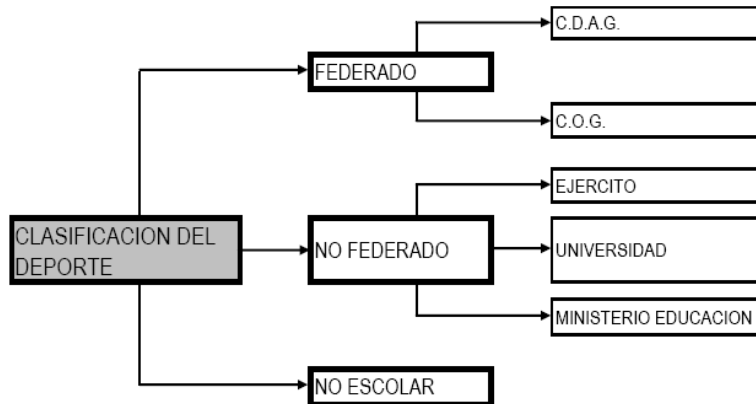 C.D.A.G.
FEDERADO
C.O.G.
EJERCITO
CLASIFICACION DEL
DEPORTE
NO FEDERADO
UNIVERSIDAD
MINISTERIO EDUCACION
NO ESCOLAR